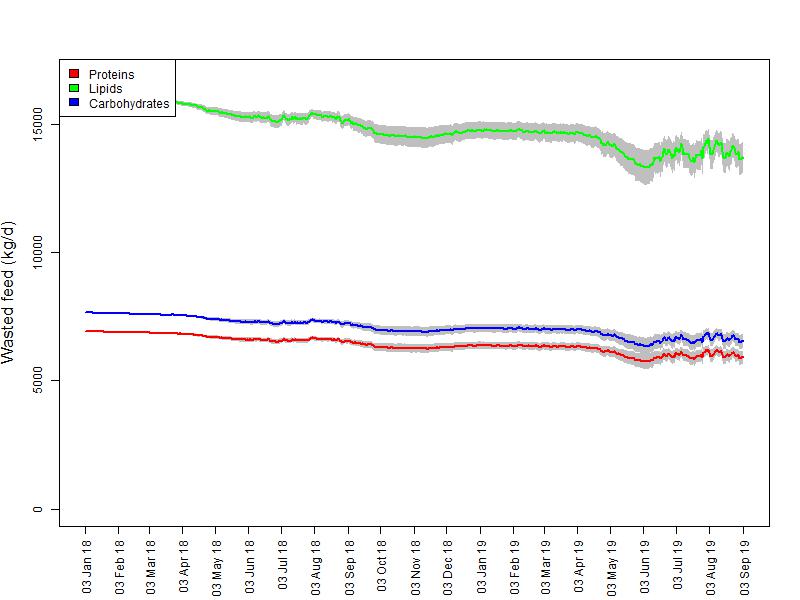 Proteins
Lipids
Carbohydrates
Wasted feed (kg/d)
15000
10000
5000
0
03 Jan 18
03 Feb 18
03 Mar 18
03 Apr 18
03 May 18
03 Jun 18
03 Jul 18
03 Aug 18
03 Sep 18
03 Oct 18
03 Nov 18
03 Dec 18
03 Jan 19
03 Feb 19
03 Mar 19
03 Apr 19
03 May 19
03 Jun 19
03 Jul 19
03 Aug 19
03 Sep 19